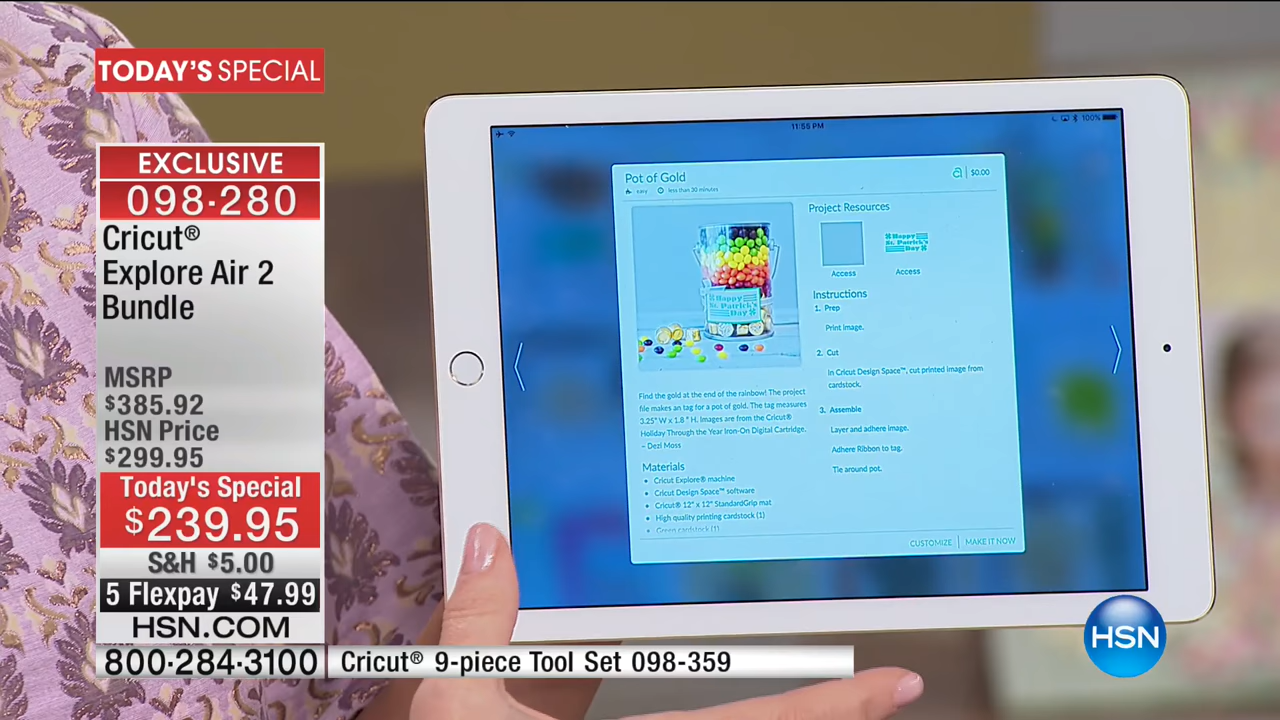 TODAY'S SPECIAL
EXCLUSIVE
098-280
Cricut®
Explore Air 2
Bundle
MSRP
$385.92
HSN Price
$299.95
Today's Special
$239.95
S&H $5.00
5 Flexpay $47.99
HSN.COM
800-284-3100
Cricut® 9-piece Tool Set 098-359
HSN
11:55 PM
100%
Pot of Gold
easy
less than 30 minutes
a $0.00
Happy
St. Patrick's
Day
Find the gold at the end of the rainbow! The project
file makes an tag for a pot of gold. The tag measures
3.25" W x 1.8 " H. Images are from the Cricut®
Holiday Through the Year Iron-On Digital Cartridge.
~ Dezi Moss
Materials
• Cricut Explore® machine
• Cricut Design Space™ software
• Cricut® 12" x 12" StandardGrip mat
• High quality printing cardstock (1)
• Green cardstock (1)
Project Resources
Access
Happy
St. Patrick's
Day
Access
Instructions
1. Prep
Print image.
2. Cut
In Cricut Design Space™, cut printed image from
cardstock.
3. Assemble
Layer and adhere image.
Adhere Ribbon to tag.
Tie around pot.
CUSTOMIZE | MAKE IT NOW